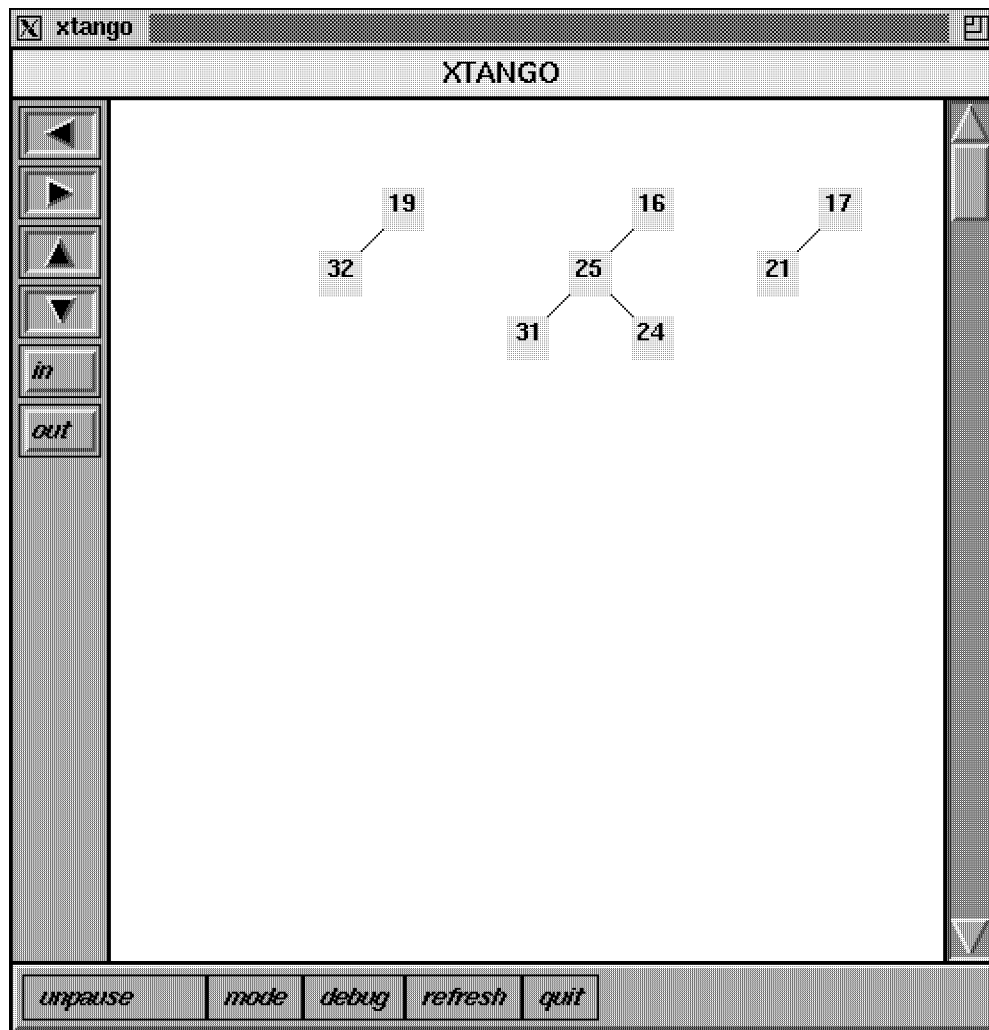 xtango
XTANGO
19 16 17
32 25 21
31 24
in
out
unpause mode debug refresh quit